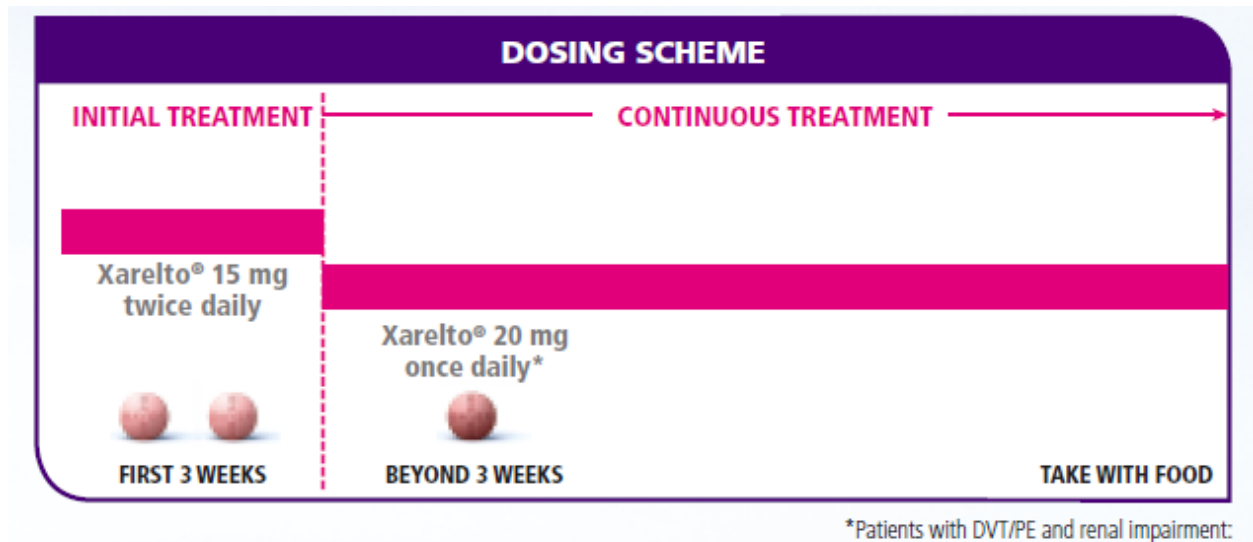 DOSING SCHEME
INITIAL TREATMENT
CONTINUOUS TREATMENT
Xarelto® 15 mg
twice daily
Xarelto® 20 mg
once daily*
FIRST 3 WEEKS
BEYOND 3 WEEKS
TAKE WITH FOOD
*Patients with DVT/PE and renal impairment: